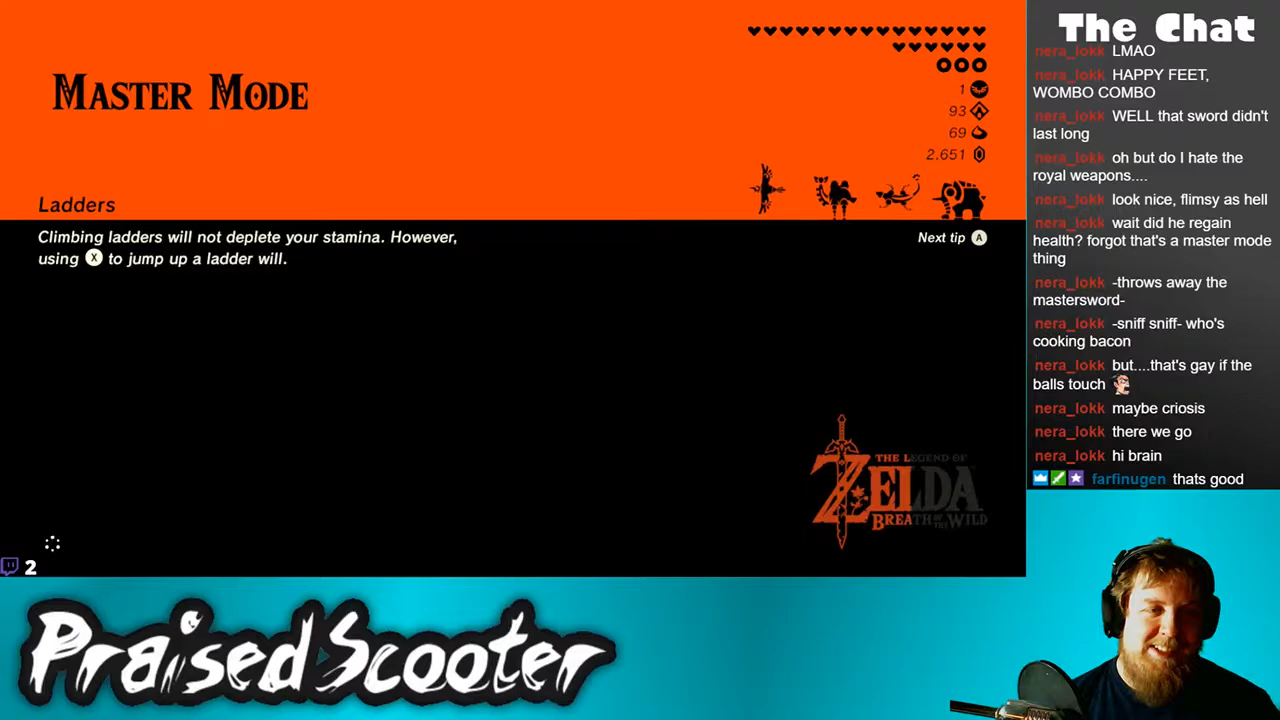 Master Mode
1
93
69
2.651
Ladders
Climbing ladders will not deplete your stamina. However,
using X to jump up a ladder will.
Next tip A
THE LEGEND OF
ZELDA
BREATH OF THE WILD
2
Praised Scooter
The Chat
nera_lokk LMAO
nera_lokk HAPPY FEET,
WOMBO COMBO
nera_lokk WELL that sword didn't
last long
nera_lokk oh but do I hate the
royal weapons....
nera_lokk look nice, flimsy as hell
nera_lokk wait did he regain
health? forgot that's a master mode
thing
nera_lokk -throws away the
mastersword-
nera_lokk -sniff sniff- who's
cooking bacon
nera_lokk but....that's gay if the
balls touch
nera_lokk maybe criosis
nera_lokk there we go
nera_lokk hi brain
farfinugen thats good